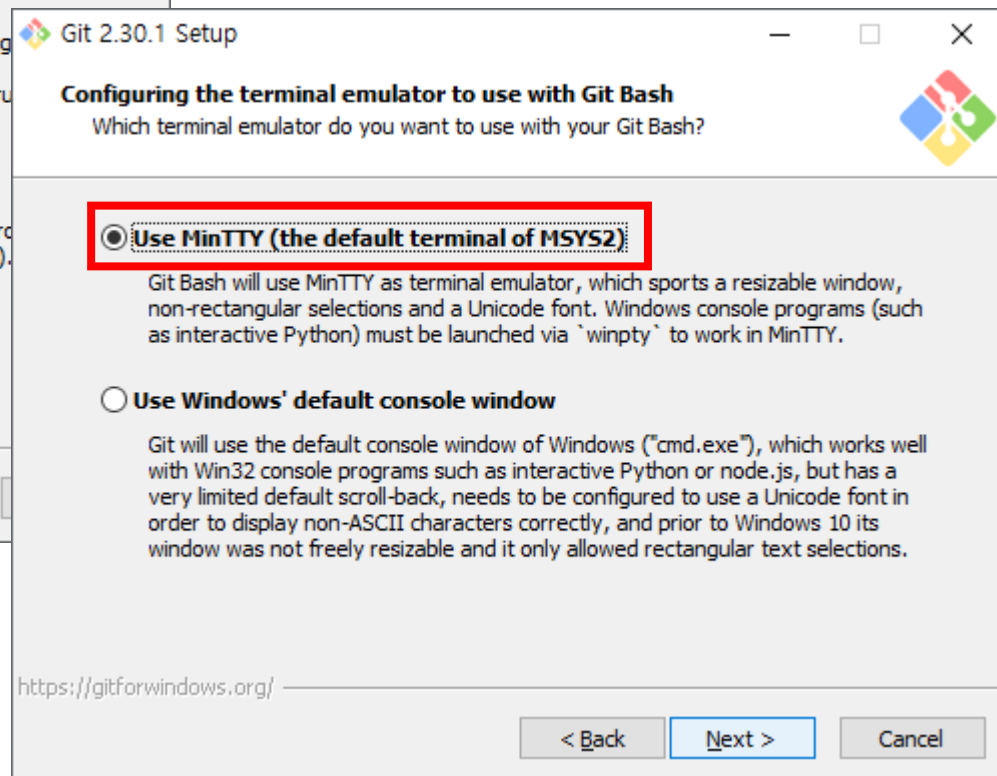 Git 2.30.1 Setup
Configuring the terminal emulator to use with Git Bash
Which terminal emulator do you want to use with your Git Bash?
Use MinTTY (the default terminal of MSYS2)
Git Bash will use MinTTY as terminal emulator, which sports a resizable window,
non-rectangular selections and a Unicode font. Windows console programs (such
as interactive Python) must be launched via `winpty` to work in MinTTY.
Use Windows' default console window
Git will use the default console window of Windows ("cmd.exe"), which works well
with Win32 console programs such as interactive Python or node.js, but has a
very limited default scroll-back, needs to be configured to use a Unicode font in
order to display non-ASCII characters correctly, and prior to Windows 10 its
window was not freely resizable and it only allowed rectangular text selections.
https://gitforwindows.org/
< Back
Next >
Cancel